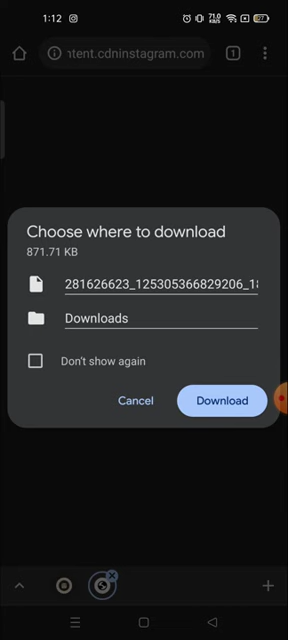 1:12
71.0
KB/S
77
ntent.cdninstagram.com
1
Choose where to download
871.71 KB
281626623_125305366829206_18
Downloads
Don't show again
Cancel
Download